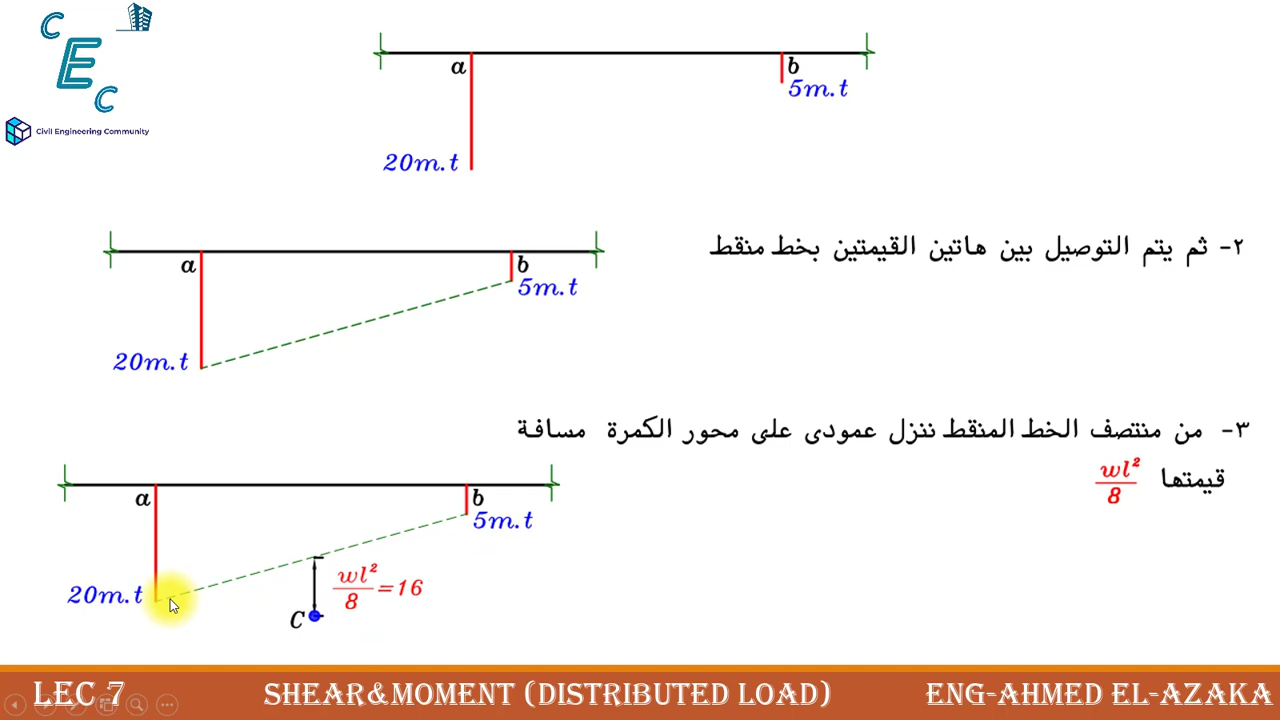 C
E
C
Civil Engineering Community
a
b
5m.t
20m.t
٢- ثم يتم التوصيل بين هاتين القيمتين بخط منقط
a
b
5m.t
20m.t
٣- من منتصف الخط المنقط ننزل عمودى على محور الكمرة مسافة
قيمتها wl²/8
a
b
5m.t
20m.t
wl²/8 =16
C
LEC 7
SHEAR&MOMENT (DISTRIBUTED LOAD)
ENG-AHMED EL-AZAKA